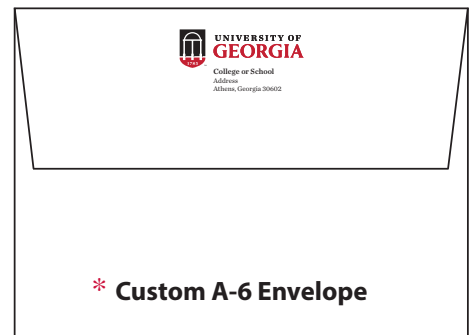 UNIVERSITY OF
GEORGIA
1785
College or School
Address
Athens, Georgia 30602
* Custom A-6 Envelope